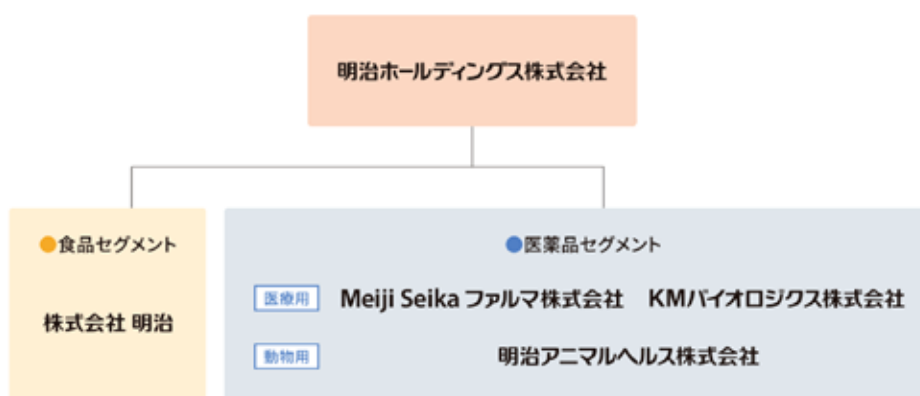 明治ホールディングス株式会社
●食品セグメント
株式会社 明治
●医薬品セグメント
医療用 Meiji Seika ファルマ株式会社 KMバイオロジクス株式会社
動物用 明治アニマルヘルス株式会社